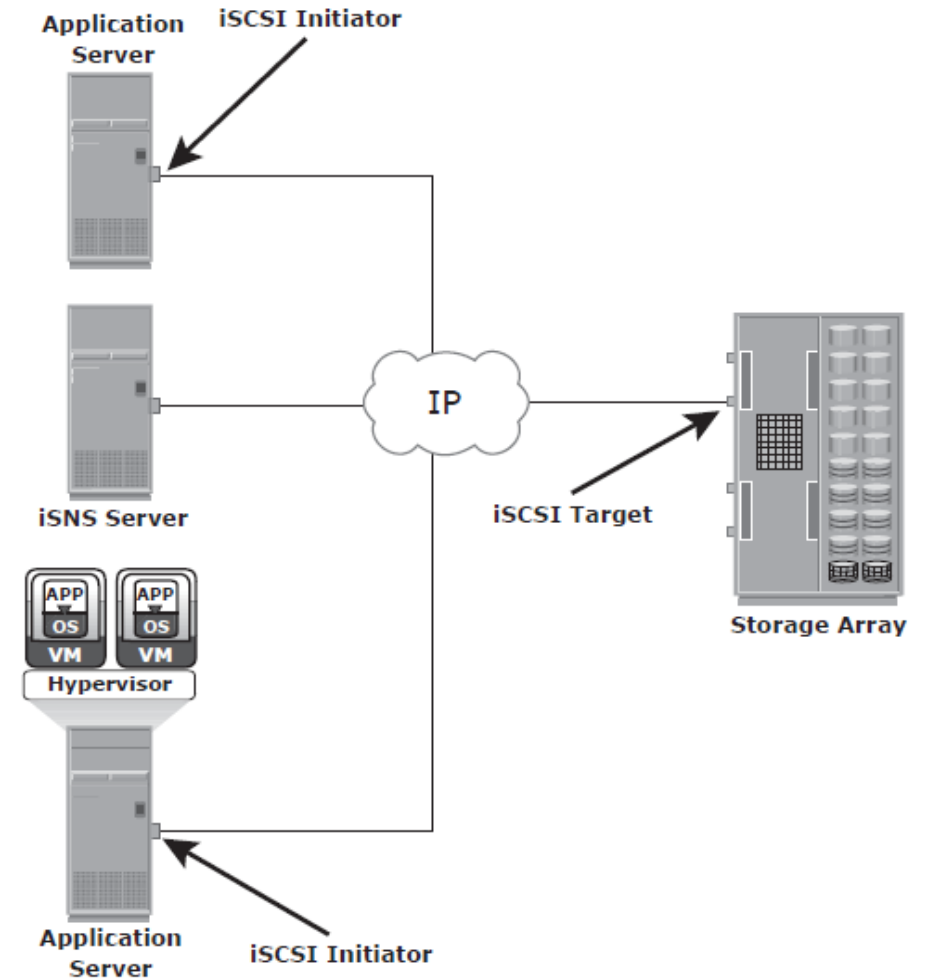 Application
Server
iSCSI Initiator
IP
iSCSI Target
iSNS Server
Storage Array
APP
OS
VM
APP
OS
VM
Hypervisor
Application
Server
iSCSI Initiator